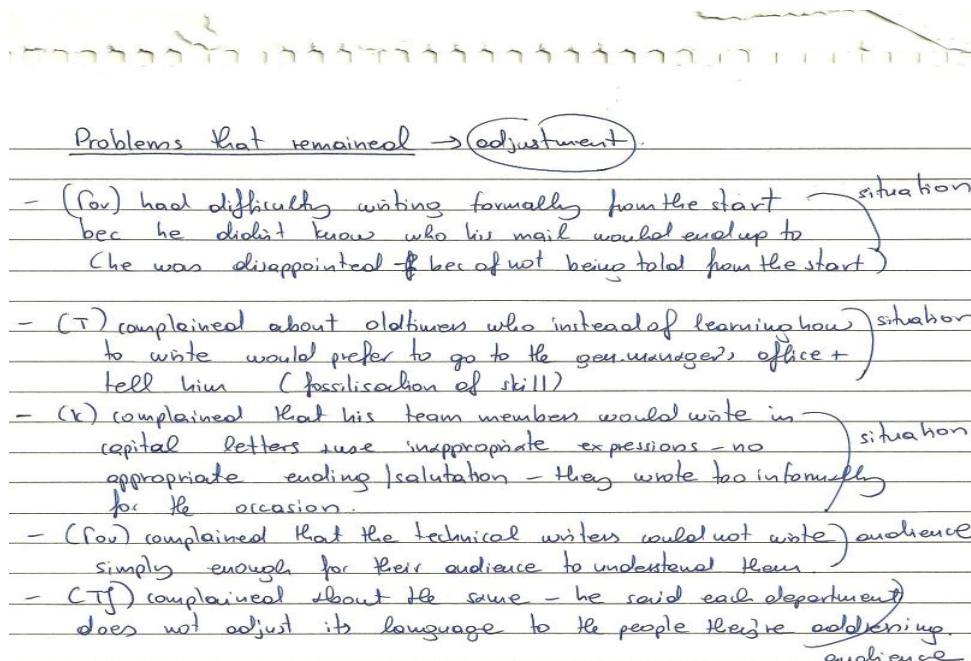 Problems that remained → adjustment.
- (Γου) had difficulty writing formally from the start situation
bec he didn't know who his mail would end up to
(he was disappointed bec of not being told from the start)
- (T) complained about oldtimers who instead of learning how situation
to write would prefer to go to the gen. manager's office +
tell him (fossilisation of skill)
- (K) complained that his team members would write in
capital letters + use inappropriate expressions - no situation
appropriate ending / salutation - they wrote too informally
for the occasion.
- (Γου) complained that the technical writers could not write audience
simply enough for their audience to understand them.
- (TJ) complained about the same - he said each department
does not adjust its language to the people they're addressing.
audience